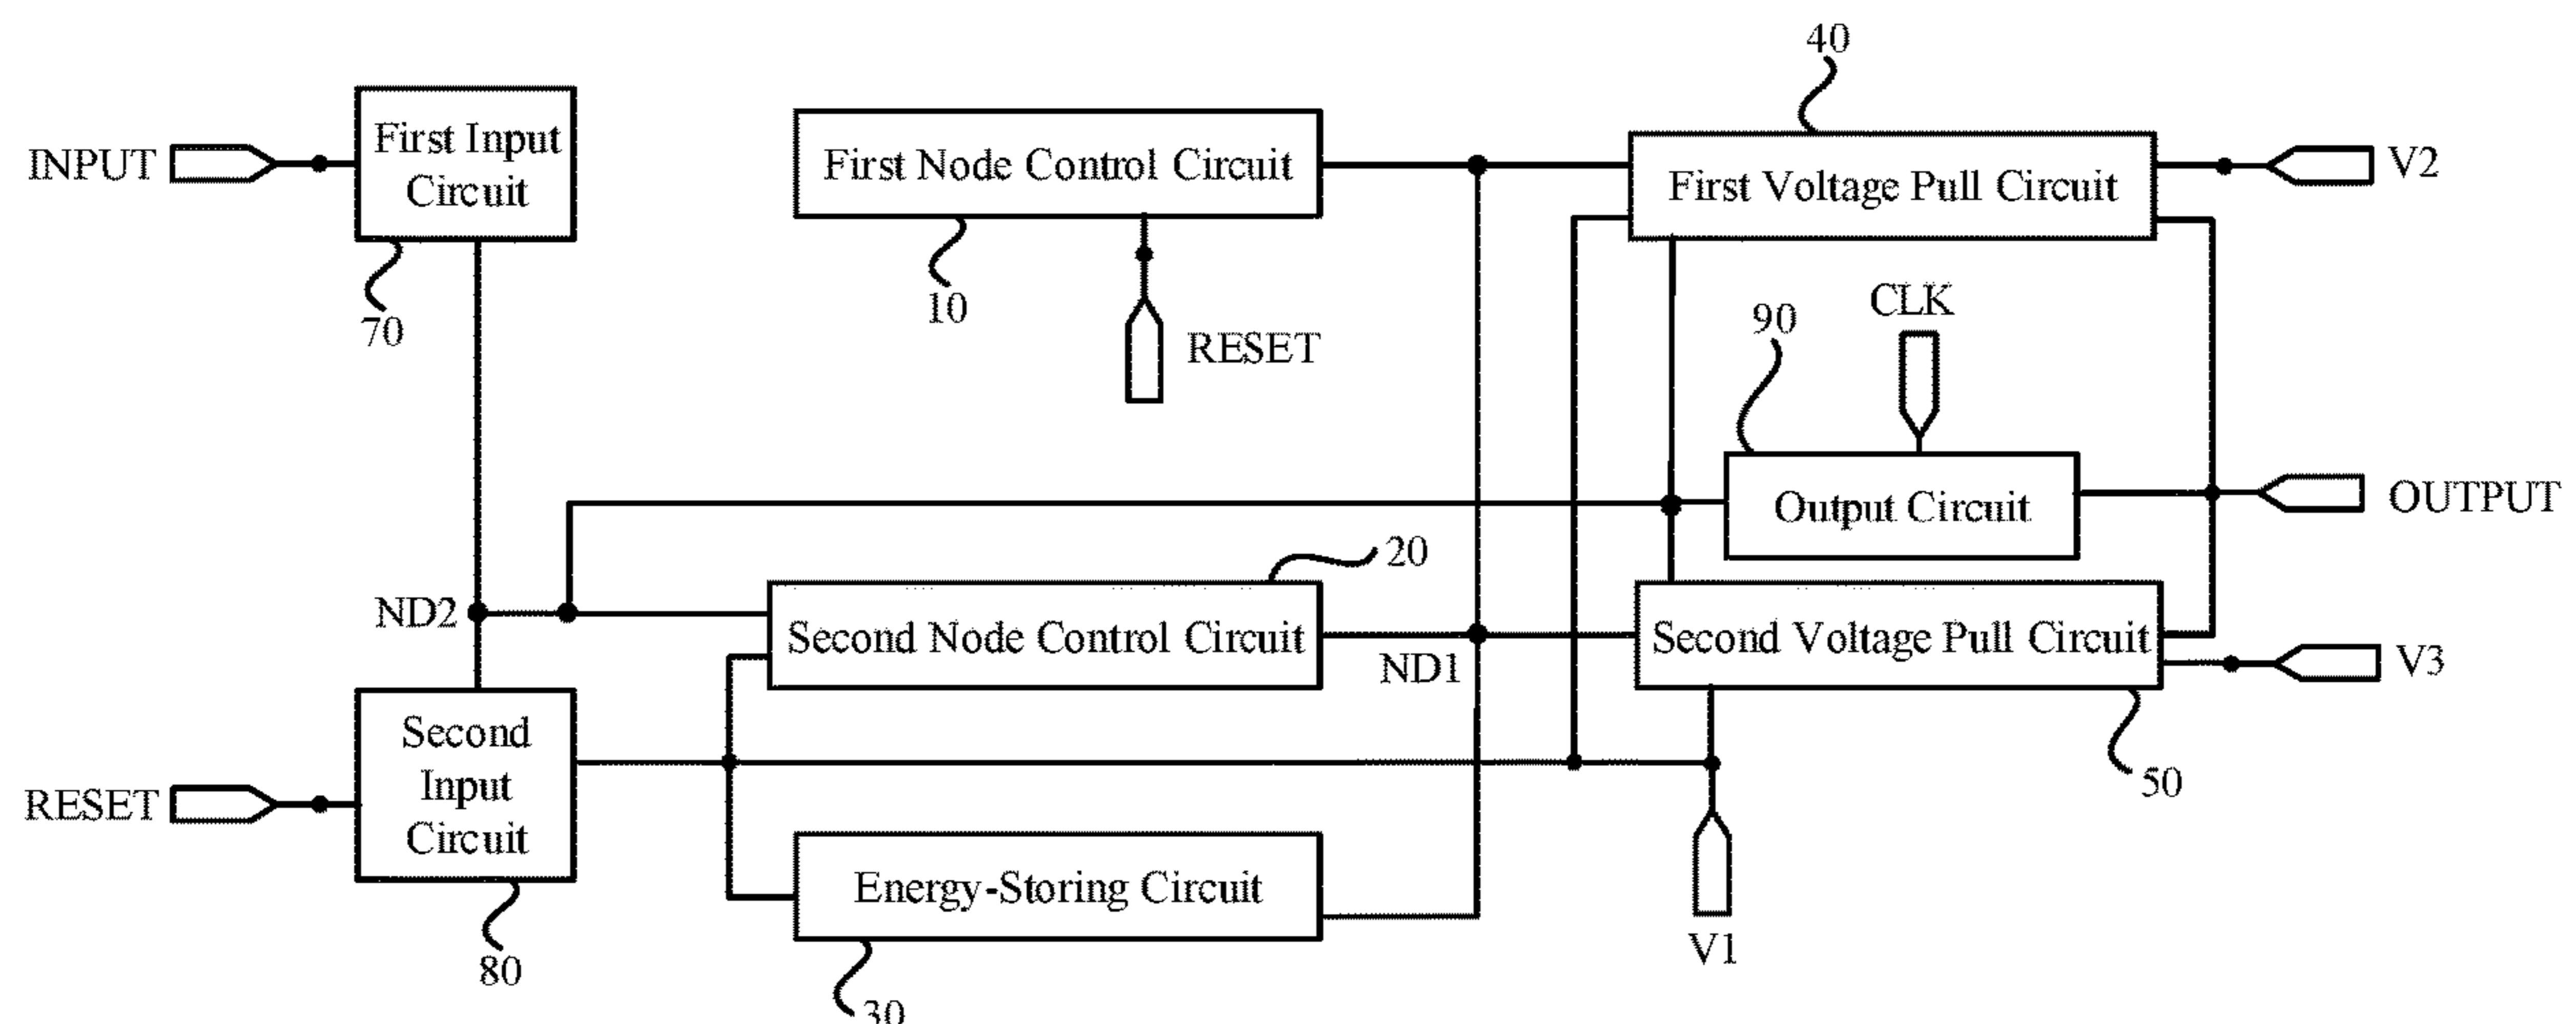 40
First Input
Circuit
INPUT
First Node Control Circuit
First Voltage Pull Circuit
V2
70
10
RESET
90
CLK
Output Circuit
OUTPUT
20
ND2
Second Node Control Circuit
ND1
Second Voltage Pull Circuit
V3
Second
Input
Circuit
RESET
50
Energy-Storing Circuit
V1
80
30